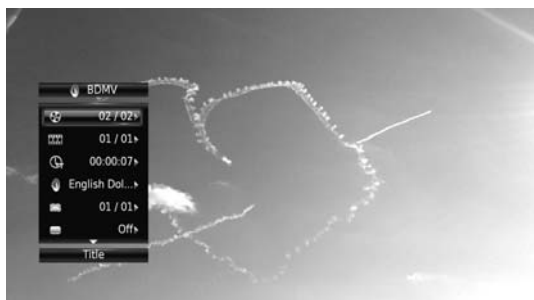 BDMV
02 / 02
01 / 01
00:00:07
English Dol...
01 / 01
Off
Title